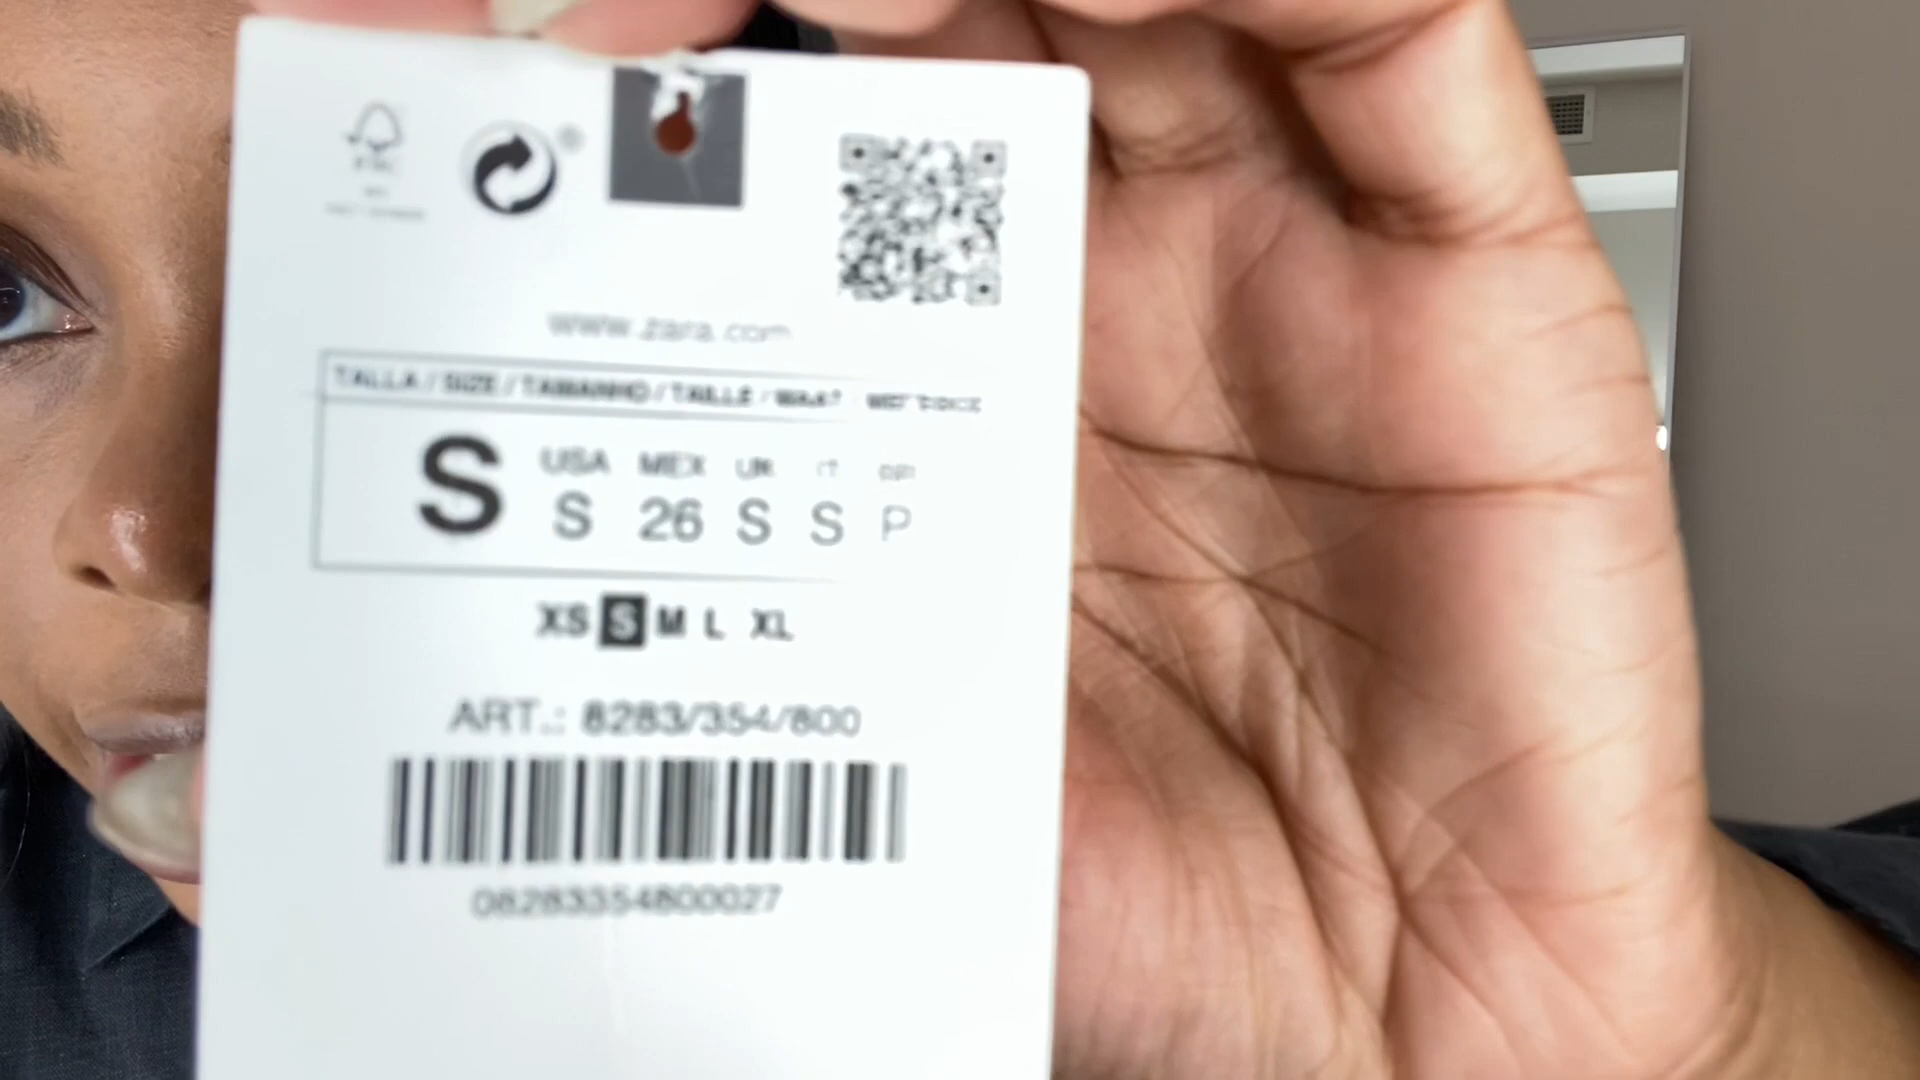 www.zara.com
TALLA / SIZE / TAMANHO / TAILLE /
S USA MEX UK IT
S 26 S S P
XS S M L XL
ART.: 8283/354/800
08283354800027